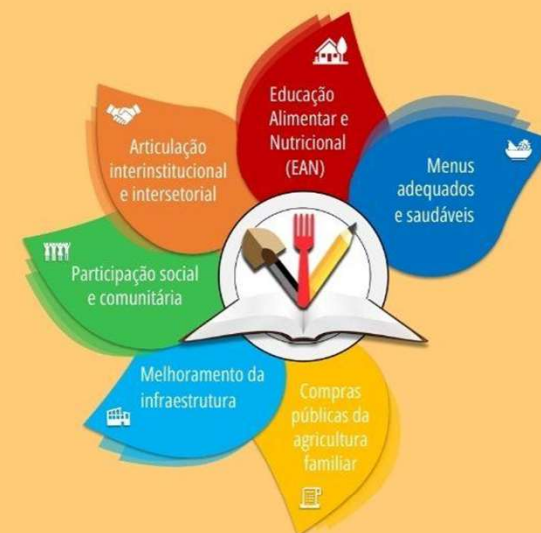 Educação
Alimentar e
Nutricional
(EAN)
Menus
adequados
e saudáveis
Compras
públicas da
agricultura
familiar
Melhoramento da
infraestrutura
Participação social
e comunitária
Articulação
interinstitucional
e intersetorial